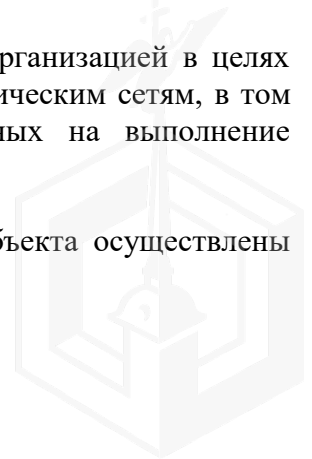 рганизацией в целях
ическим сетям, в том
ных на выполнение
бъекта осуществлены